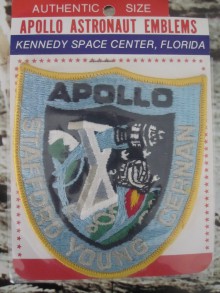 AUTHENTIC SIZE
APOLLO ASTRONAUT EMBLEMS
KENNEDY SPACE CENTER, FLORIDA
APOLLO
STAFFORD YOUNG CERNAN